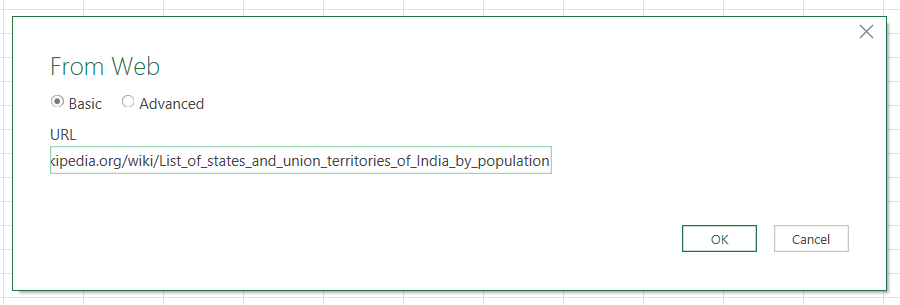 From Web
Basic Advanced
URL
kipedia.org/wiki/List_of_states_and_union_territories_of_India_by_population
OK Cancel